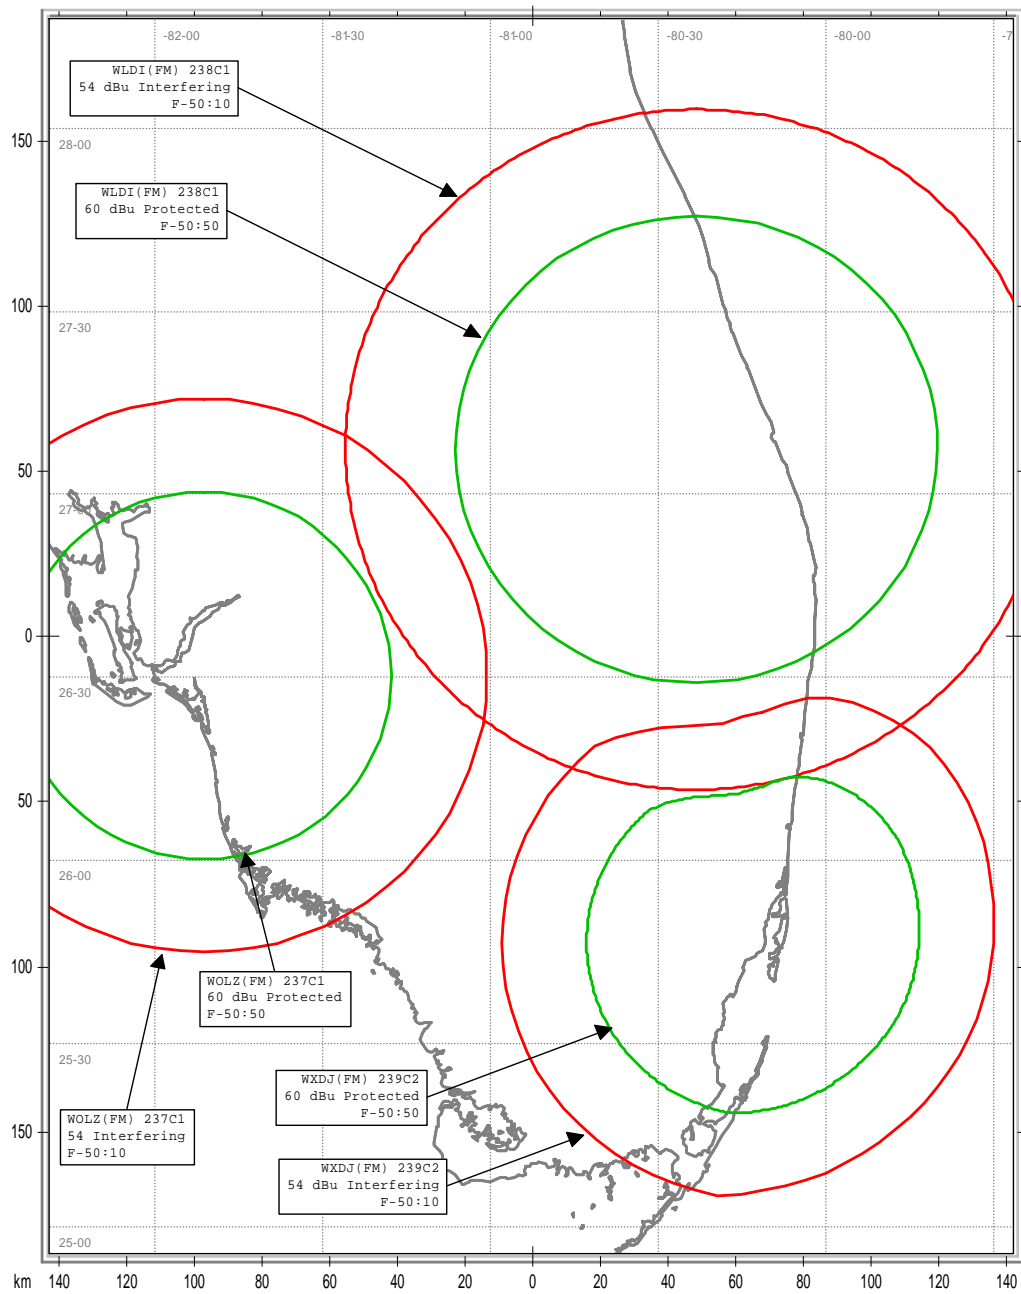 -82-00 -81-30 -81-00 -80-30 -80-00 -7
WLDI(FM) 238C1
54 dBu Interfering
F-50:10
150
28-00
WLDI(FM) 238C1
60 dBu Protected
F-50:50
100
27-30
50
0
26-30
50
26-00
100
WOLZ(FM) 237C1
60 dBu Protected
F-50:50
25-30
WXDJ(FM) 239C2
60 dBu Protected
F-50:50
WOLZ(FM) 237C1
54 Interfering
F-50:10
150
WXDJ(FM) 239C2
54 dBu Interfering
F-50:10
25-00
km 140 120 100 80 60 40 20 0 20 40 60 80 100 120 140